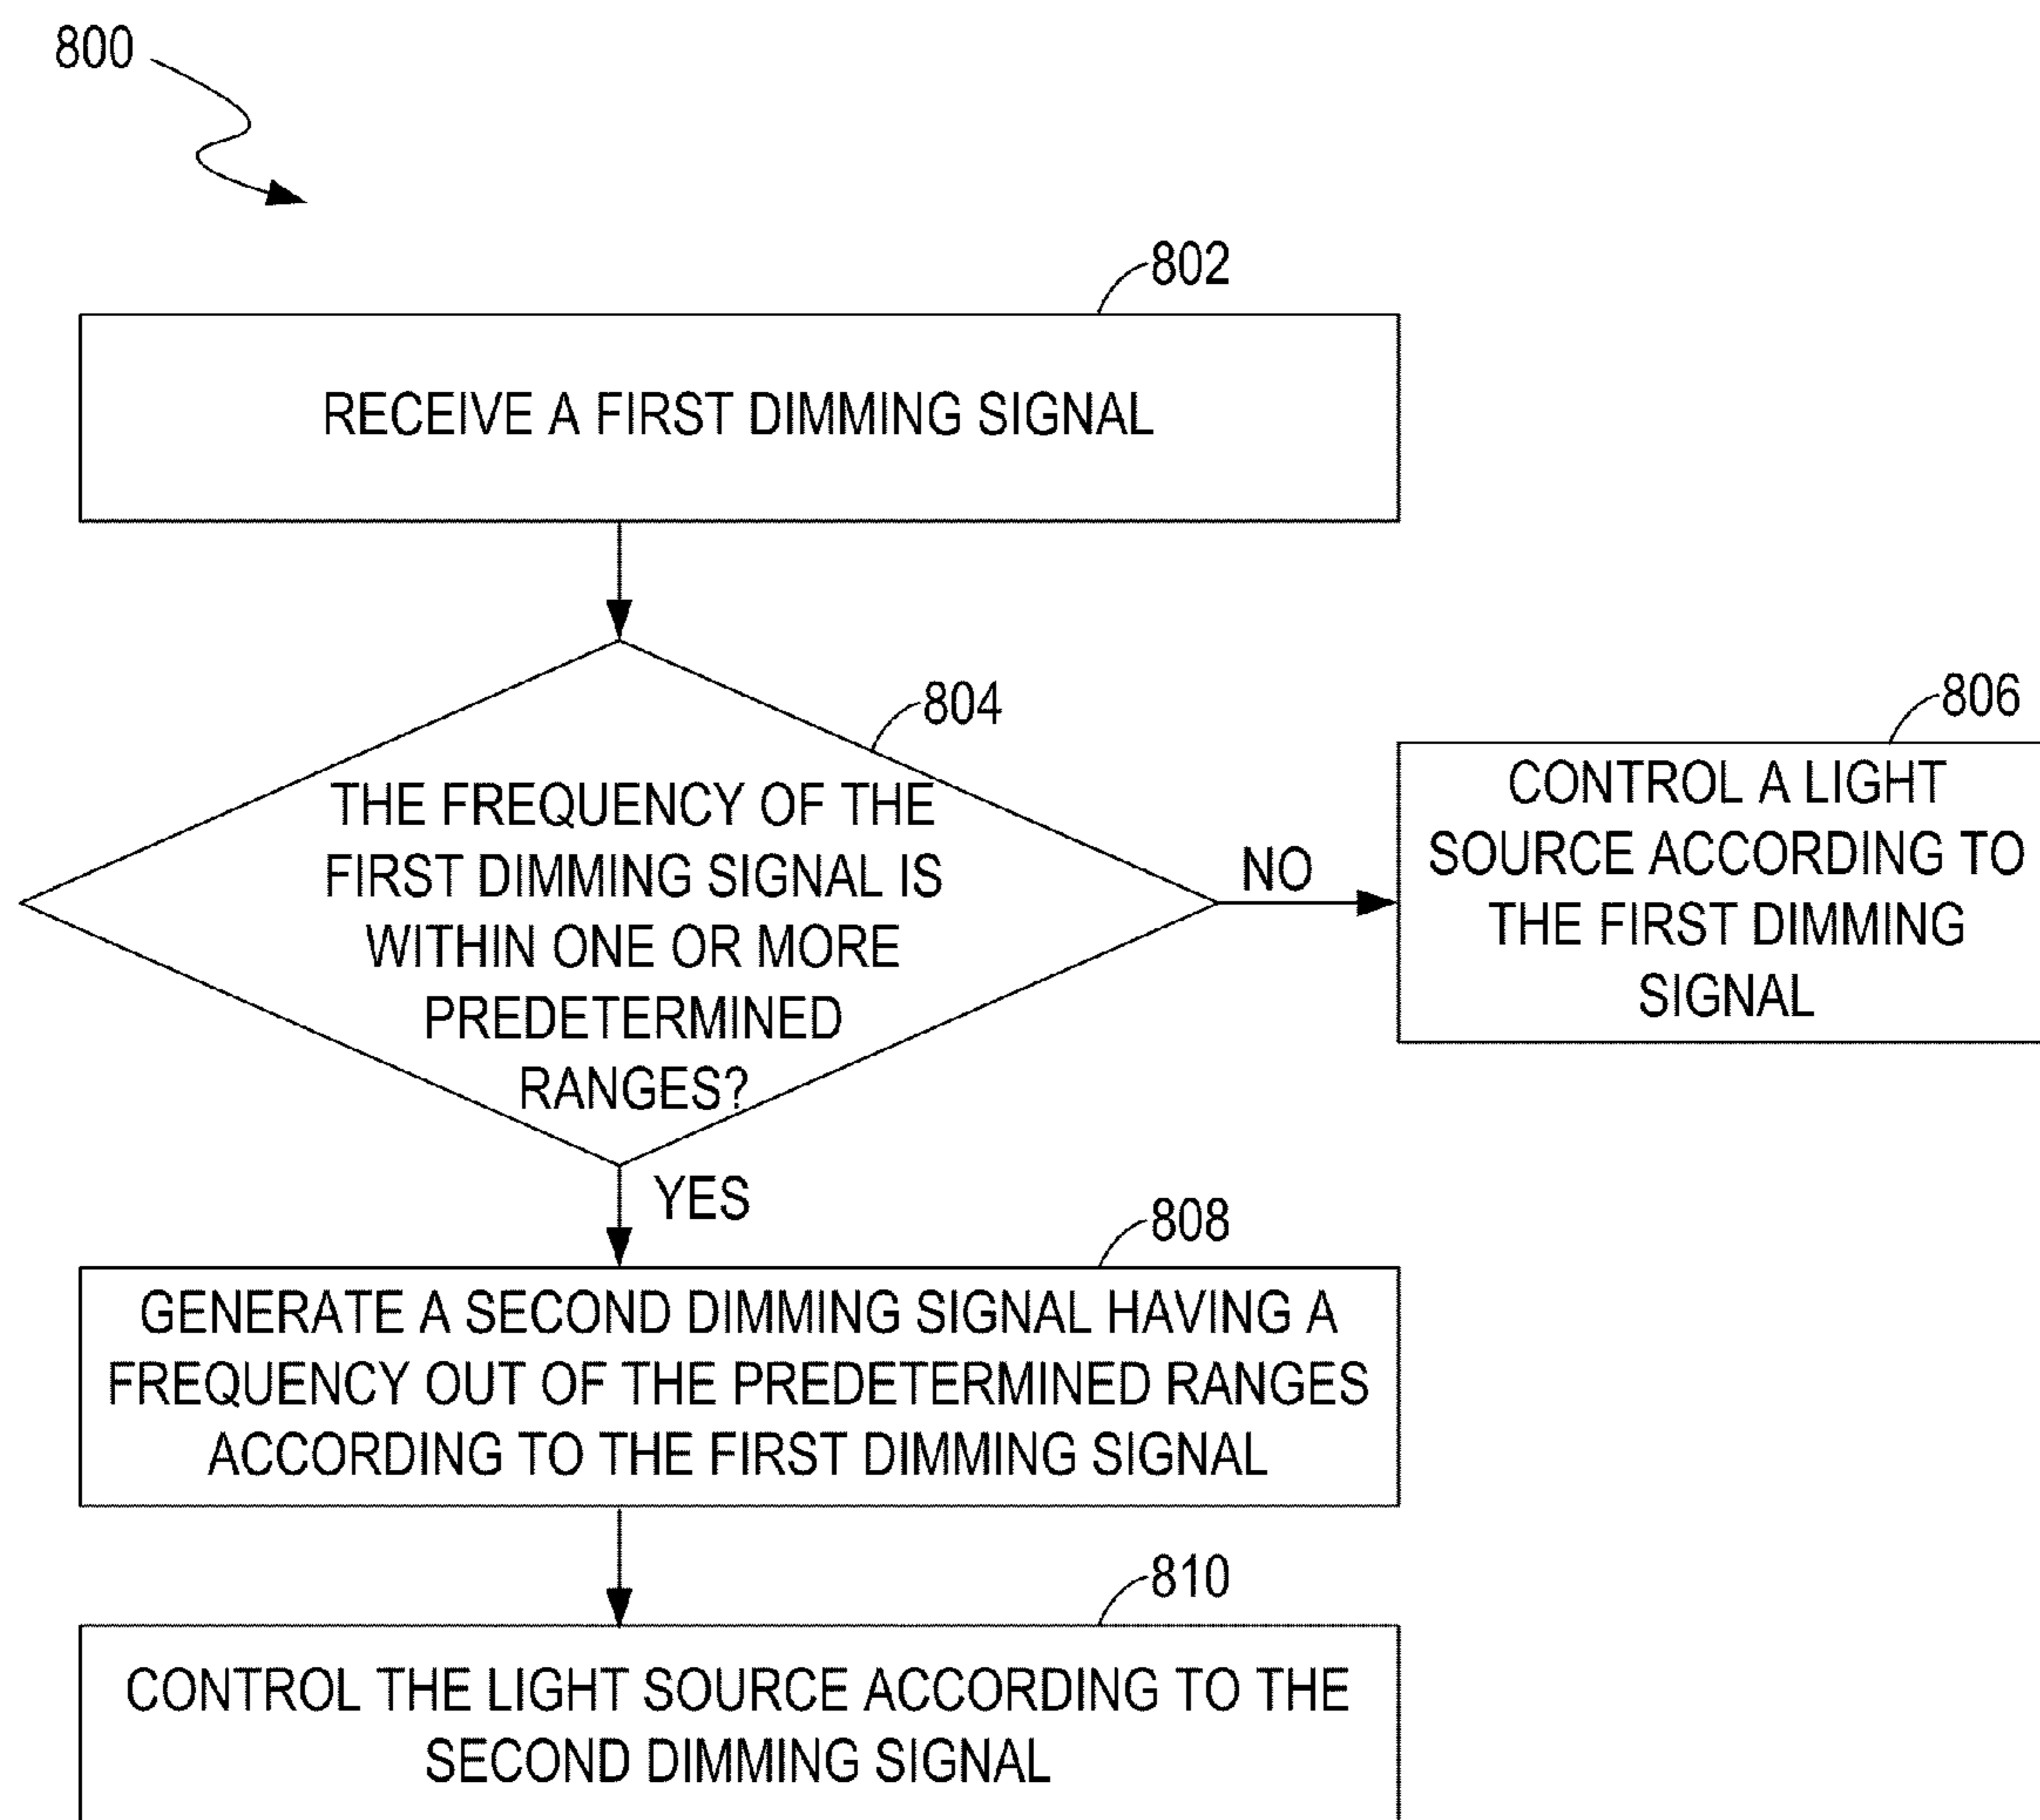 800
802
RECEIVE A FIRST DIMMING SIGNAL
804
THE FREQUENCY OF THE
FIRST DIMMING SIGNAL IS
WITHIN ONE OR MORE
PREDETERMINED
RANGES?
NO
806
CONTROL A LIGHT
SOURCE ACCORDING TO
THE FIRST DIMMING
SIGNAL
YES
808
GENERATE A SECOND DIMMING SIGNAL HAVING A
FREQUENCY OUT OF THE PREDETERMINED RANGES
ACCORDING TO THE FIRST DIMMING SIGNAL
810
CONTROL THE LIGHT SOURCE ACCORDING TO THE
SECOND DIMMING SIGNAL